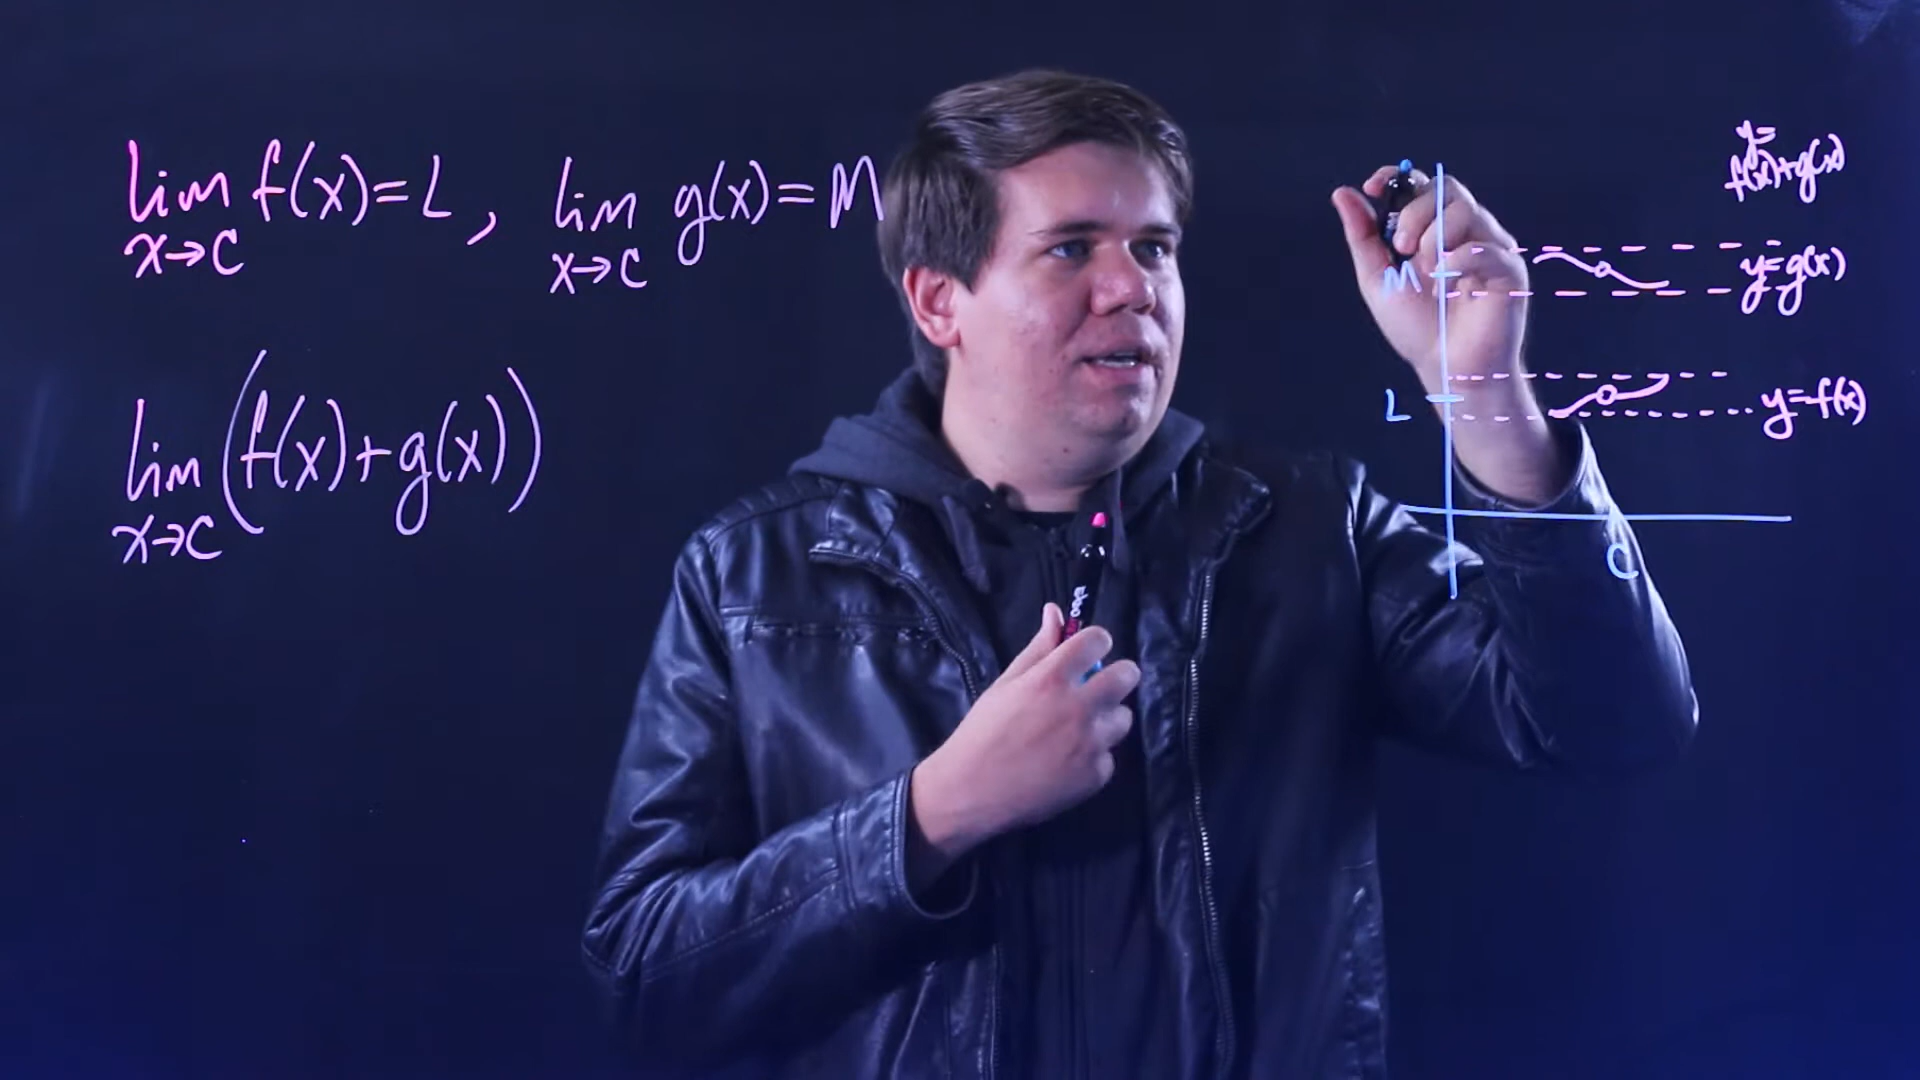 lim f(x)=L, lim g(x)=M
x→c x→c
lim (f(x)+g(x))
x→c
y=
f(x)+g(x)
M
y=g(x)
L
y=f(x)
c